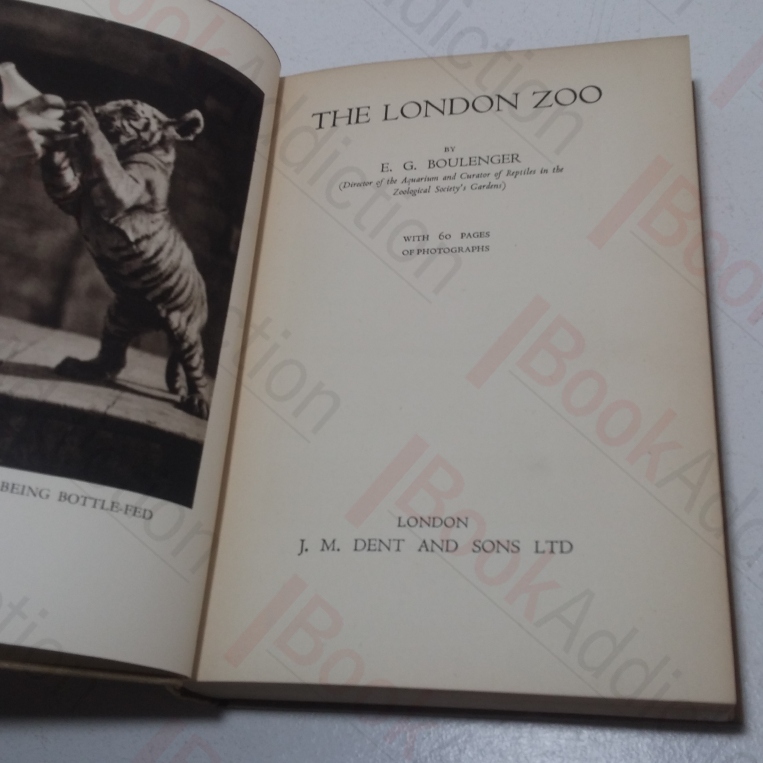 BEING BOTTLE-FED
THE LONDON ZOO
BY
E. G. BOULENGER
(Director of the Aquarium and Curator of Reptiles in the
Zoological Society's Gardens)
WITH 60 PAGES
OF PHOTOGRAPHS
LONDON
J. M. DENT AND SONS LTD
BookAddiction